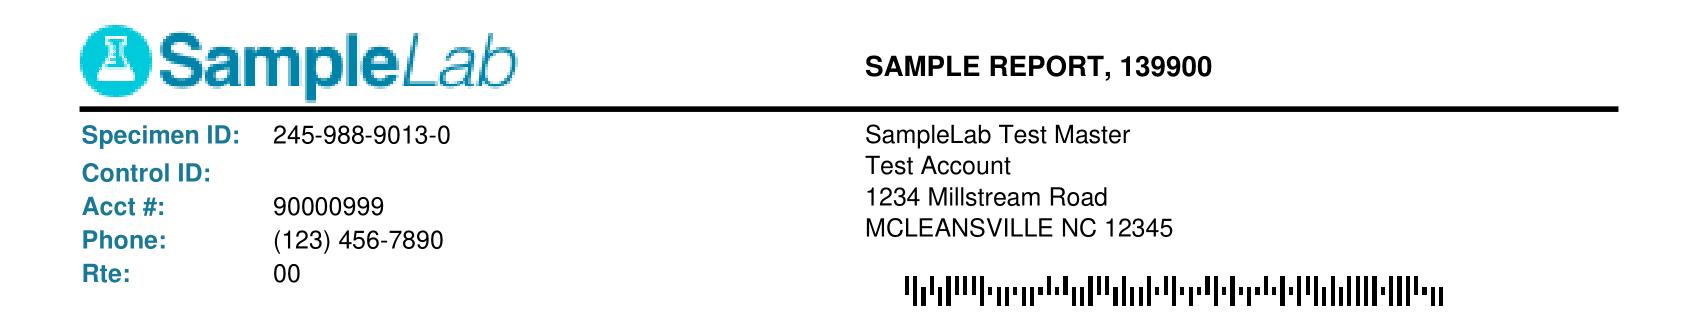 SampleLab
SAMPLE REPORT, 139900
Specimen ID: 245-988-9013-0
Control ID:
Acct #: 90000999
Phone: (123) 456-7890
Rte: 00
SampleLab Test Master
Test Account
1234 Millstream Road
MCLEANSVILLE NC 12345